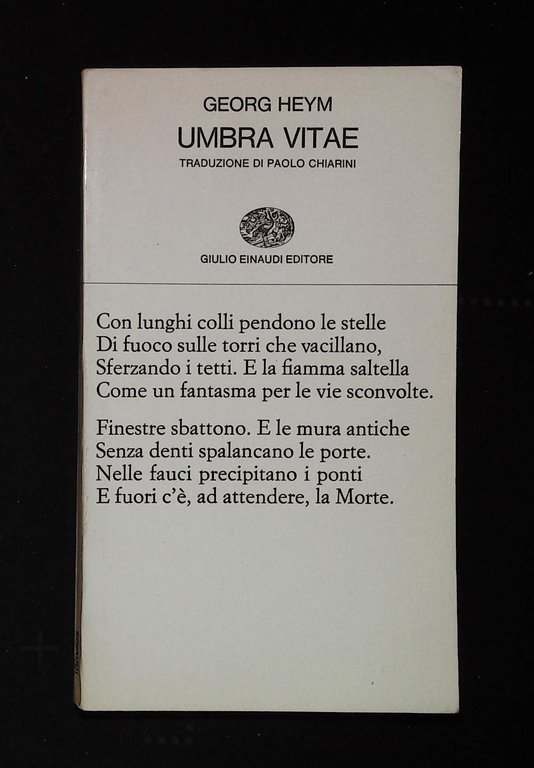 GEORG HEYM
UMBRA VITAE
TRADUZIONE DI PAOLO CHIARINI
GIULIO EINAUDI EDITORE
Con lunghi colli pendono le stelle
Di fuoco sulle torri che vacillano,
Sferzando i tetti. E la fiamma saltella
Come un fantasma per le vie sconvolte.
Finestre sbattono. E le mura antiche
Senza denti spalancano le porte.
Nelle fauci precipitano i ponti
E fuori c'è, ad attendere, la Morte.